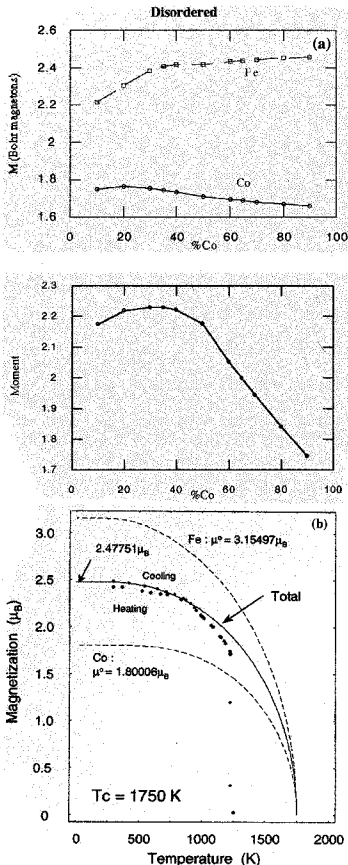 Disordered
(a)
M (Bohr magnetons)
2.6
2.4
2.2
2
1.8
1.6
Fe
Co
0 20 40 60 80 100
%Co
Moment
2.3
2.2
2.1
2
1.9
1.8
1.7
0 20 40 60 80 100
%Co
(b)
Magnetization (μB)
3.0
2.5
2.0
1.5
1.0
0.5
0
Fe : μ° = 3.15497μB
2.47751μB
Cooling
Heating
Total
Co :
μ° = 1.80006μB
Tc = 1750 K
0 500 1000 1500 2000
Temperature (K)